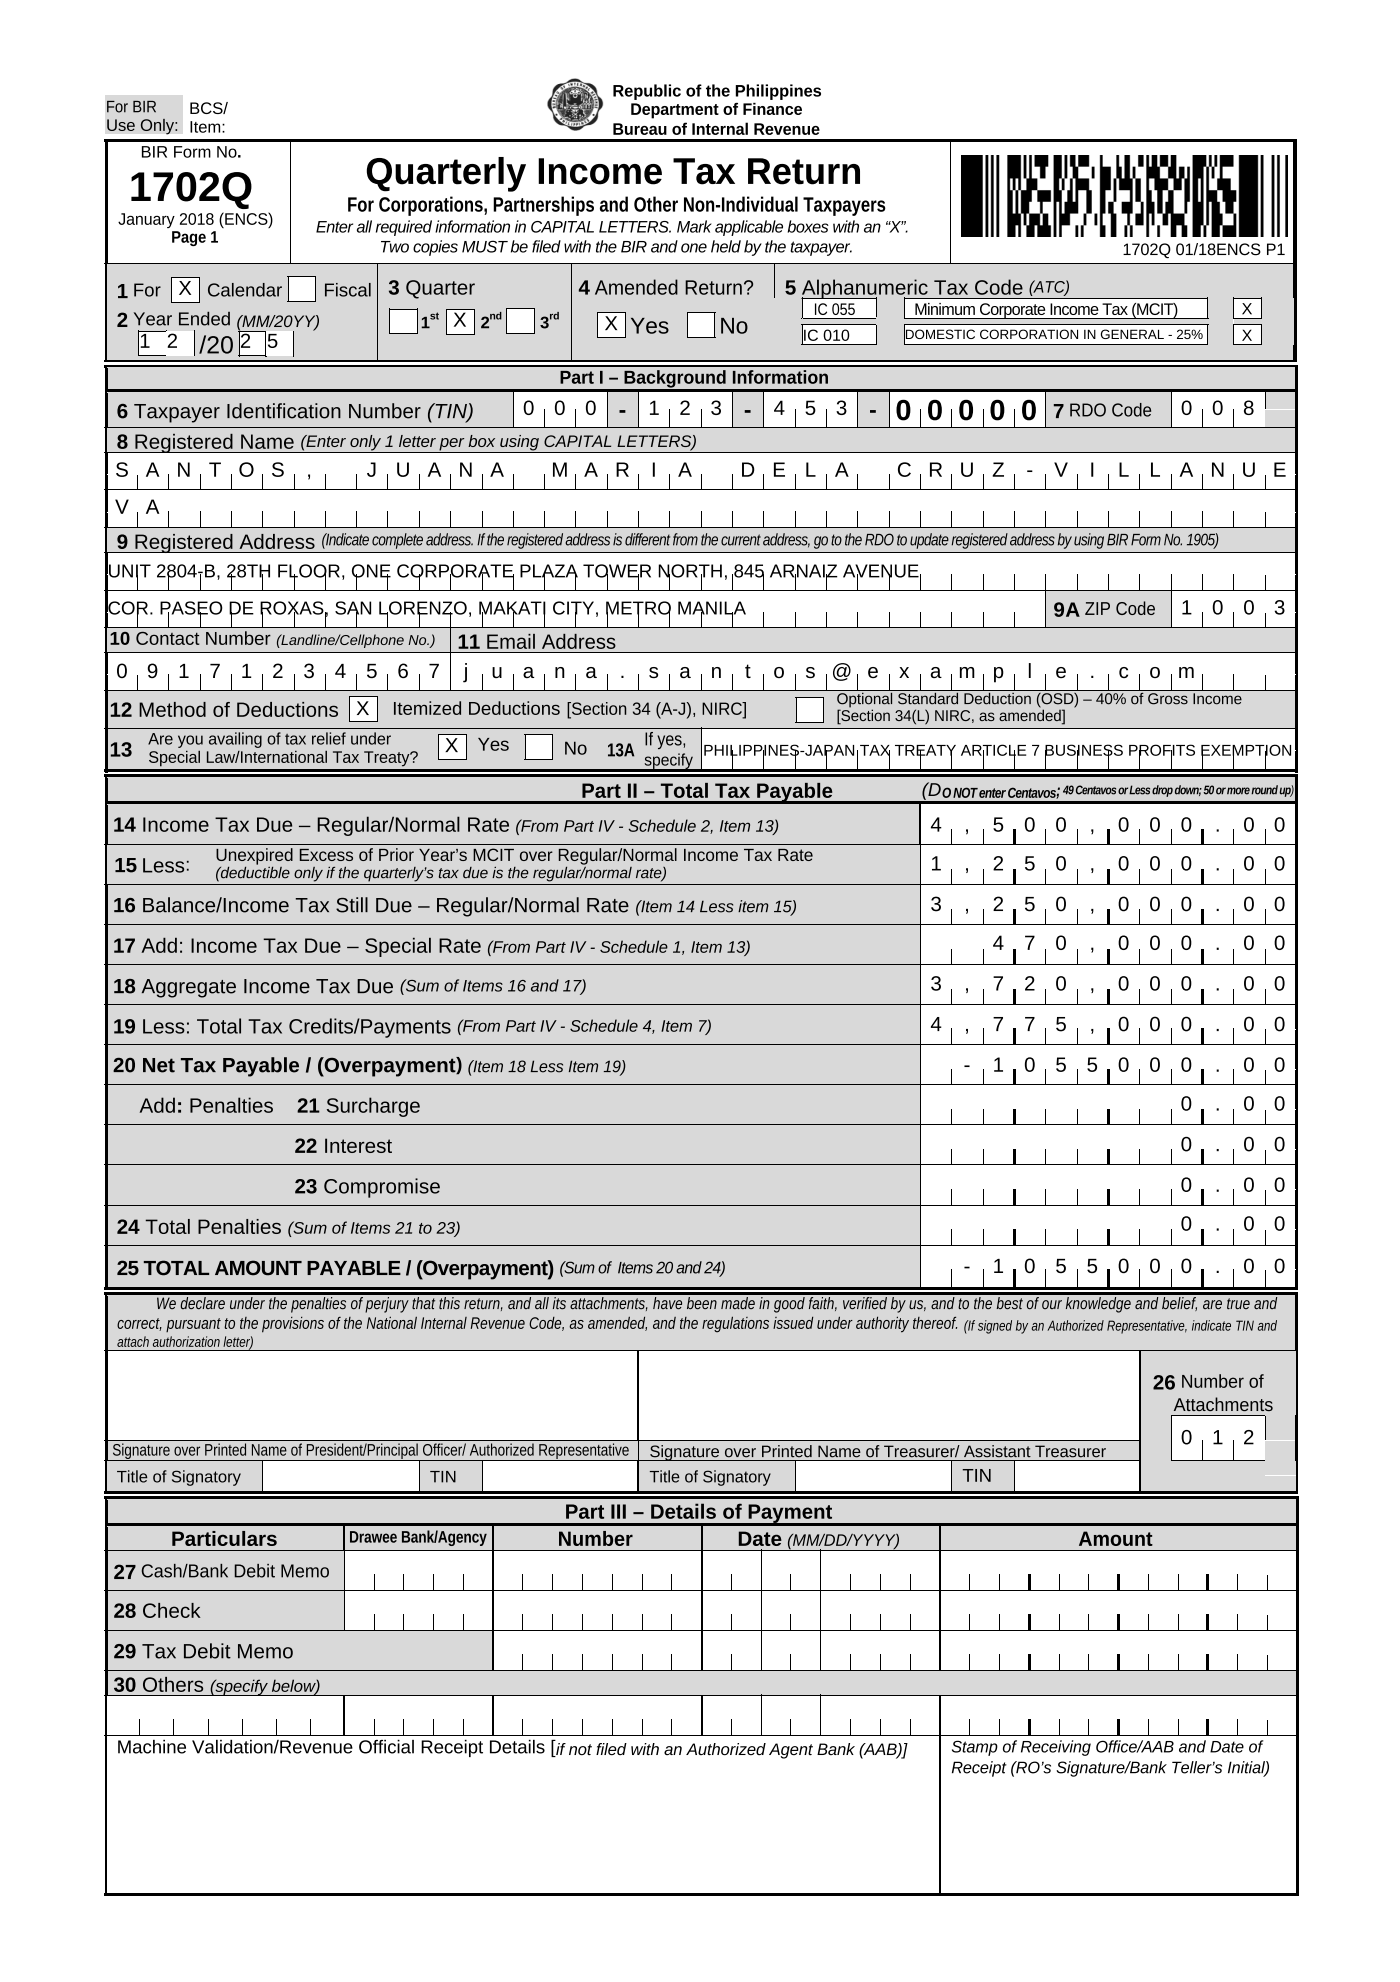 For BIR Use Only:
BCS/ Item:
Republic of the Philippines
Department of Finance
Bureau of Internal Revenue
BIR Form No.
1702Q
January 2018 (ENCS)
Page 1
Quarterly Income Tax Return
For Corporations, Partnerships and Other Non-Individual Taxpayers
Enter all required information in CAPITAL LETTERS. Mark applicable boxes with an “X”.
Two copies MUST be filed with the BIR and one held by the taxpayer.
1702Q 01/18ENCS P1
1 For X Calendar Fiscal
2 Year Ended (MM/20YY)
12 /20 25
3 Quarter
1st X 2nd 3rd
4 Amended Return?
X Yes No
5 Alphanumeric Tax Code (ATC)
IC 055 Minimum Corporate Income Tax (MCIT) X
IC 010 DOMESTIC CORPORATION IN GENERAL - 25% X
Part I – Background Information
6 Taxpayer Identification Number (TIN) 000 - 123 - 453 - 00000 7 RDO Code 008
8 Registered Name (Enter only 1 letter per box using CAPITAL LETTERS)
SANTOS, JUANA MARIA DELA CRUZ-VILLANUE
VA
9 Registered Address (Indicate complete address. If the registered address is different from the current address, go to the RDO to update registered address by using BIR Form No. 1905)
UNIT 2804-B, 28TH FLOOR, ONE CORPORATE PLAZA TOWER NORTH, 845 ARNAIZ AVENUE
COR. PASEO DE ROXAS, SAN LORENZO, MAKATI CITY, METRO MANILA 9A ZIP Code 1003
10 Contact Number (Landline/Cellphone No.) 11 Email Address
09171234567 juana.santos@example.com
12 Method of Deductions X Itemized Deductions [Section 34 (A-J), NIRC] Optional Standard Deduction (OSD) – 40% of Gross Income
[Section 34(L) NIRC, as amended]
13 Are you availing of tax relief under
Special Law/International Tax Treaty? X Yes No 13A If yes, specify PHILIPPINES-JAPAN TAX TREATY ARTICLE 7 BUSINESS PROFITS EXEMPTION
Part II – Total Tax Payable (DO NOT enter Centavos; 49 Centavos or Less drop down; 50 or more round up)
14 Income Tax Due – Regular/Normal Rate (From Part IV - Schedule 2, Item 13) 4,500,000.00
15 Less: Unexpired Excess of Prior Year’s MCIT over Regular/Normal Income Tax Rate
(deductible only if the quarterly’s tax due is the regular/normal rate) 1,250,000.00
16 Balance/Income Tax Still Due – Regular/Normal Rate (Item 14 Less item 15) 3,250,000.00
17 Add: Income Tax Due – Special Rate (From Part IV - Schedule 1, Item 13) 470,000.00
18 Aggregate Income Tax Due (Sum of Items 16 and 17) 3,720,000.00
19 Less: Total Tax Credits/Payments (From Part IV - Schedule 4, Item 7) 4,775,000.00
20 Net Tax Payable / (Overpayment) (Item 18 Less Item 19) -1055000.00
Add: Penalties 21 Surcharge 0.00
22 Interest 0.00
23 Compromise 0.00
24 Total Penalties (Sum of Items 21 to 23) 0.00
25 TOTAL AMOUNT PAYABLE / (Overpayment) (Sum of Items 20 and 24) -1055000.00
We declare under the penalties of perjury that this return, and all its attachments, have been made in good faith, verified by us, and to the best of our knowledge and belief, are true and
correct, pursuant to the provisions of the National Internal Revenue Code, as amended, and the regulations issued under authority thereof. (If signed by an Authorized Representative, indicate TIN and
attach authorization letter)
26 Number of
Attachments
012
Signature over Printed Name of President/Principal Officer/ Authorized Representative Signature over Printed Name of Treasurer/ Assistant Treasurer
Title of Signatory TIN Title of Signatory TIN
Part III – Details of Payment
Particulars Drawee Bank/Agency Number Date (MM/DD/YYYY) Amount
27 Cash/Bank Debit Memo
28 Check
29 Tax Debit Memo
30 Others (specify below)
Machine Validation/Revenue Official Receipt Details [if not filed with an Authorized Agent Bank (AAB)]
Stamp of Receiving Office/AAB and Date of
Receipt (RO’s Signature/Bank Teller’s Initial)